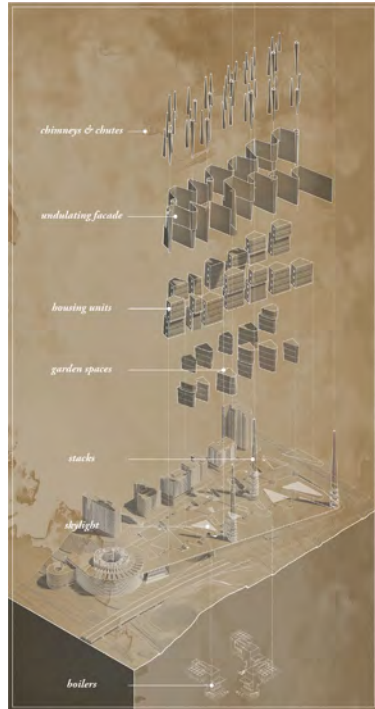 chimneys & chutes
undulating facade
housing units
garden spaces
stacks
skylight
boilers